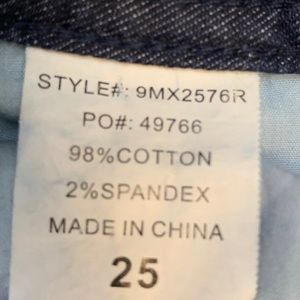 STYLE#: 9MX2576R
PO#: 49766
98%COTTON
2%SPANDEX
MADE IN CHINA
25